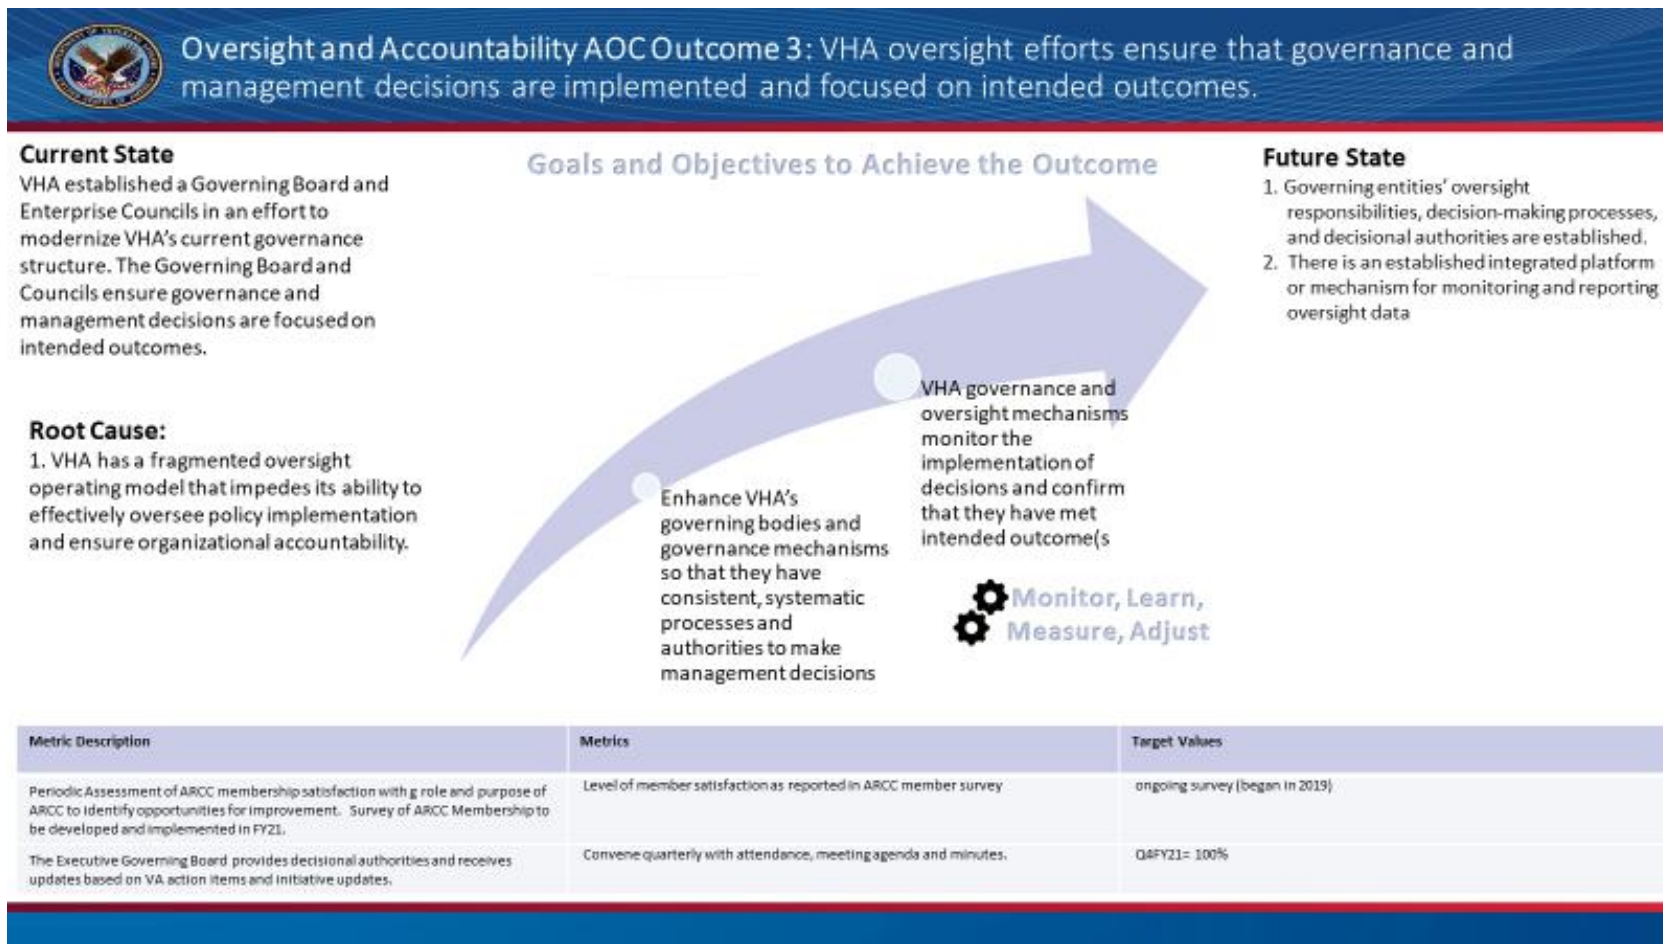 Oversight and Accountability AOC Outcome 3: VHA oversight efforts ensure that governance and
management decisions are implemented and focused on intended outcomes.
Current State
VHA established a Governing Board and
Enterprise Councils in an effort to
modernize VHA's current governance
structure. The Governing Board and
Councils ensure governance and
management decisions are focused on
intended outcomes.
Root Cause:
1. VHA has a fragmented oversight
operating model that impedes its ability to
effectively oversee policy implementation
and ensure organizational accountability.
Goals and Objectives to Achieve the Outcome
Enhance VHA's
governing bodies and
governance mechanisms
so that they have
consistent, systematic
processes and
authorities to make
management decisions
VHA governance and
oversight mechanisms
monitor the
implementation of
decisions and confirm
that they have met
intended outcome(s
Monitor, Learn,
Measure, Adjust
Future State
1. Governing entities' oversight
responsibilities, decision-making processes,
and decisional authorities are established.
2. There is an established integrated platform
or mechanism for monitoring and reporting
oversight data
Metric Description
Metrics
Target Values
Periodic Assessment of ARCC membership satisfaction with g role and purpose of
ARCC to identify opportunities for improvement. Survey of ARCC Membership to
be developed and implemented in FY21.
Level of member satisfaction as reported in ARCC member survey
ongoing survey (began in 2019)
The Executive Governing Board provides decisional authorities and receives
updates based on VA action items and initiative updates.
Convene quarterly with attendance, meeting agenda and minutes.
Q4FY21= 100%